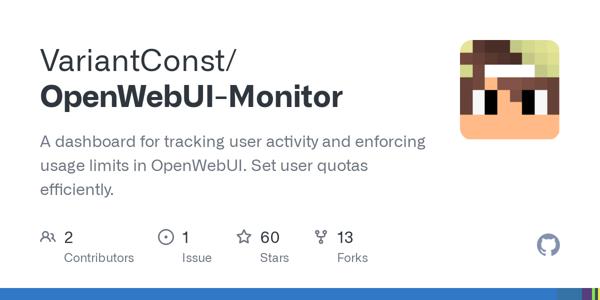 VariantConst/
OpenWebUI-Monitor
A dashboard for tracking user activity and enforcing
usage limits in OpenWebUI. Set user quotas
efficiently.
2
Contributors
1
Issue
60
Stars
13
Forks